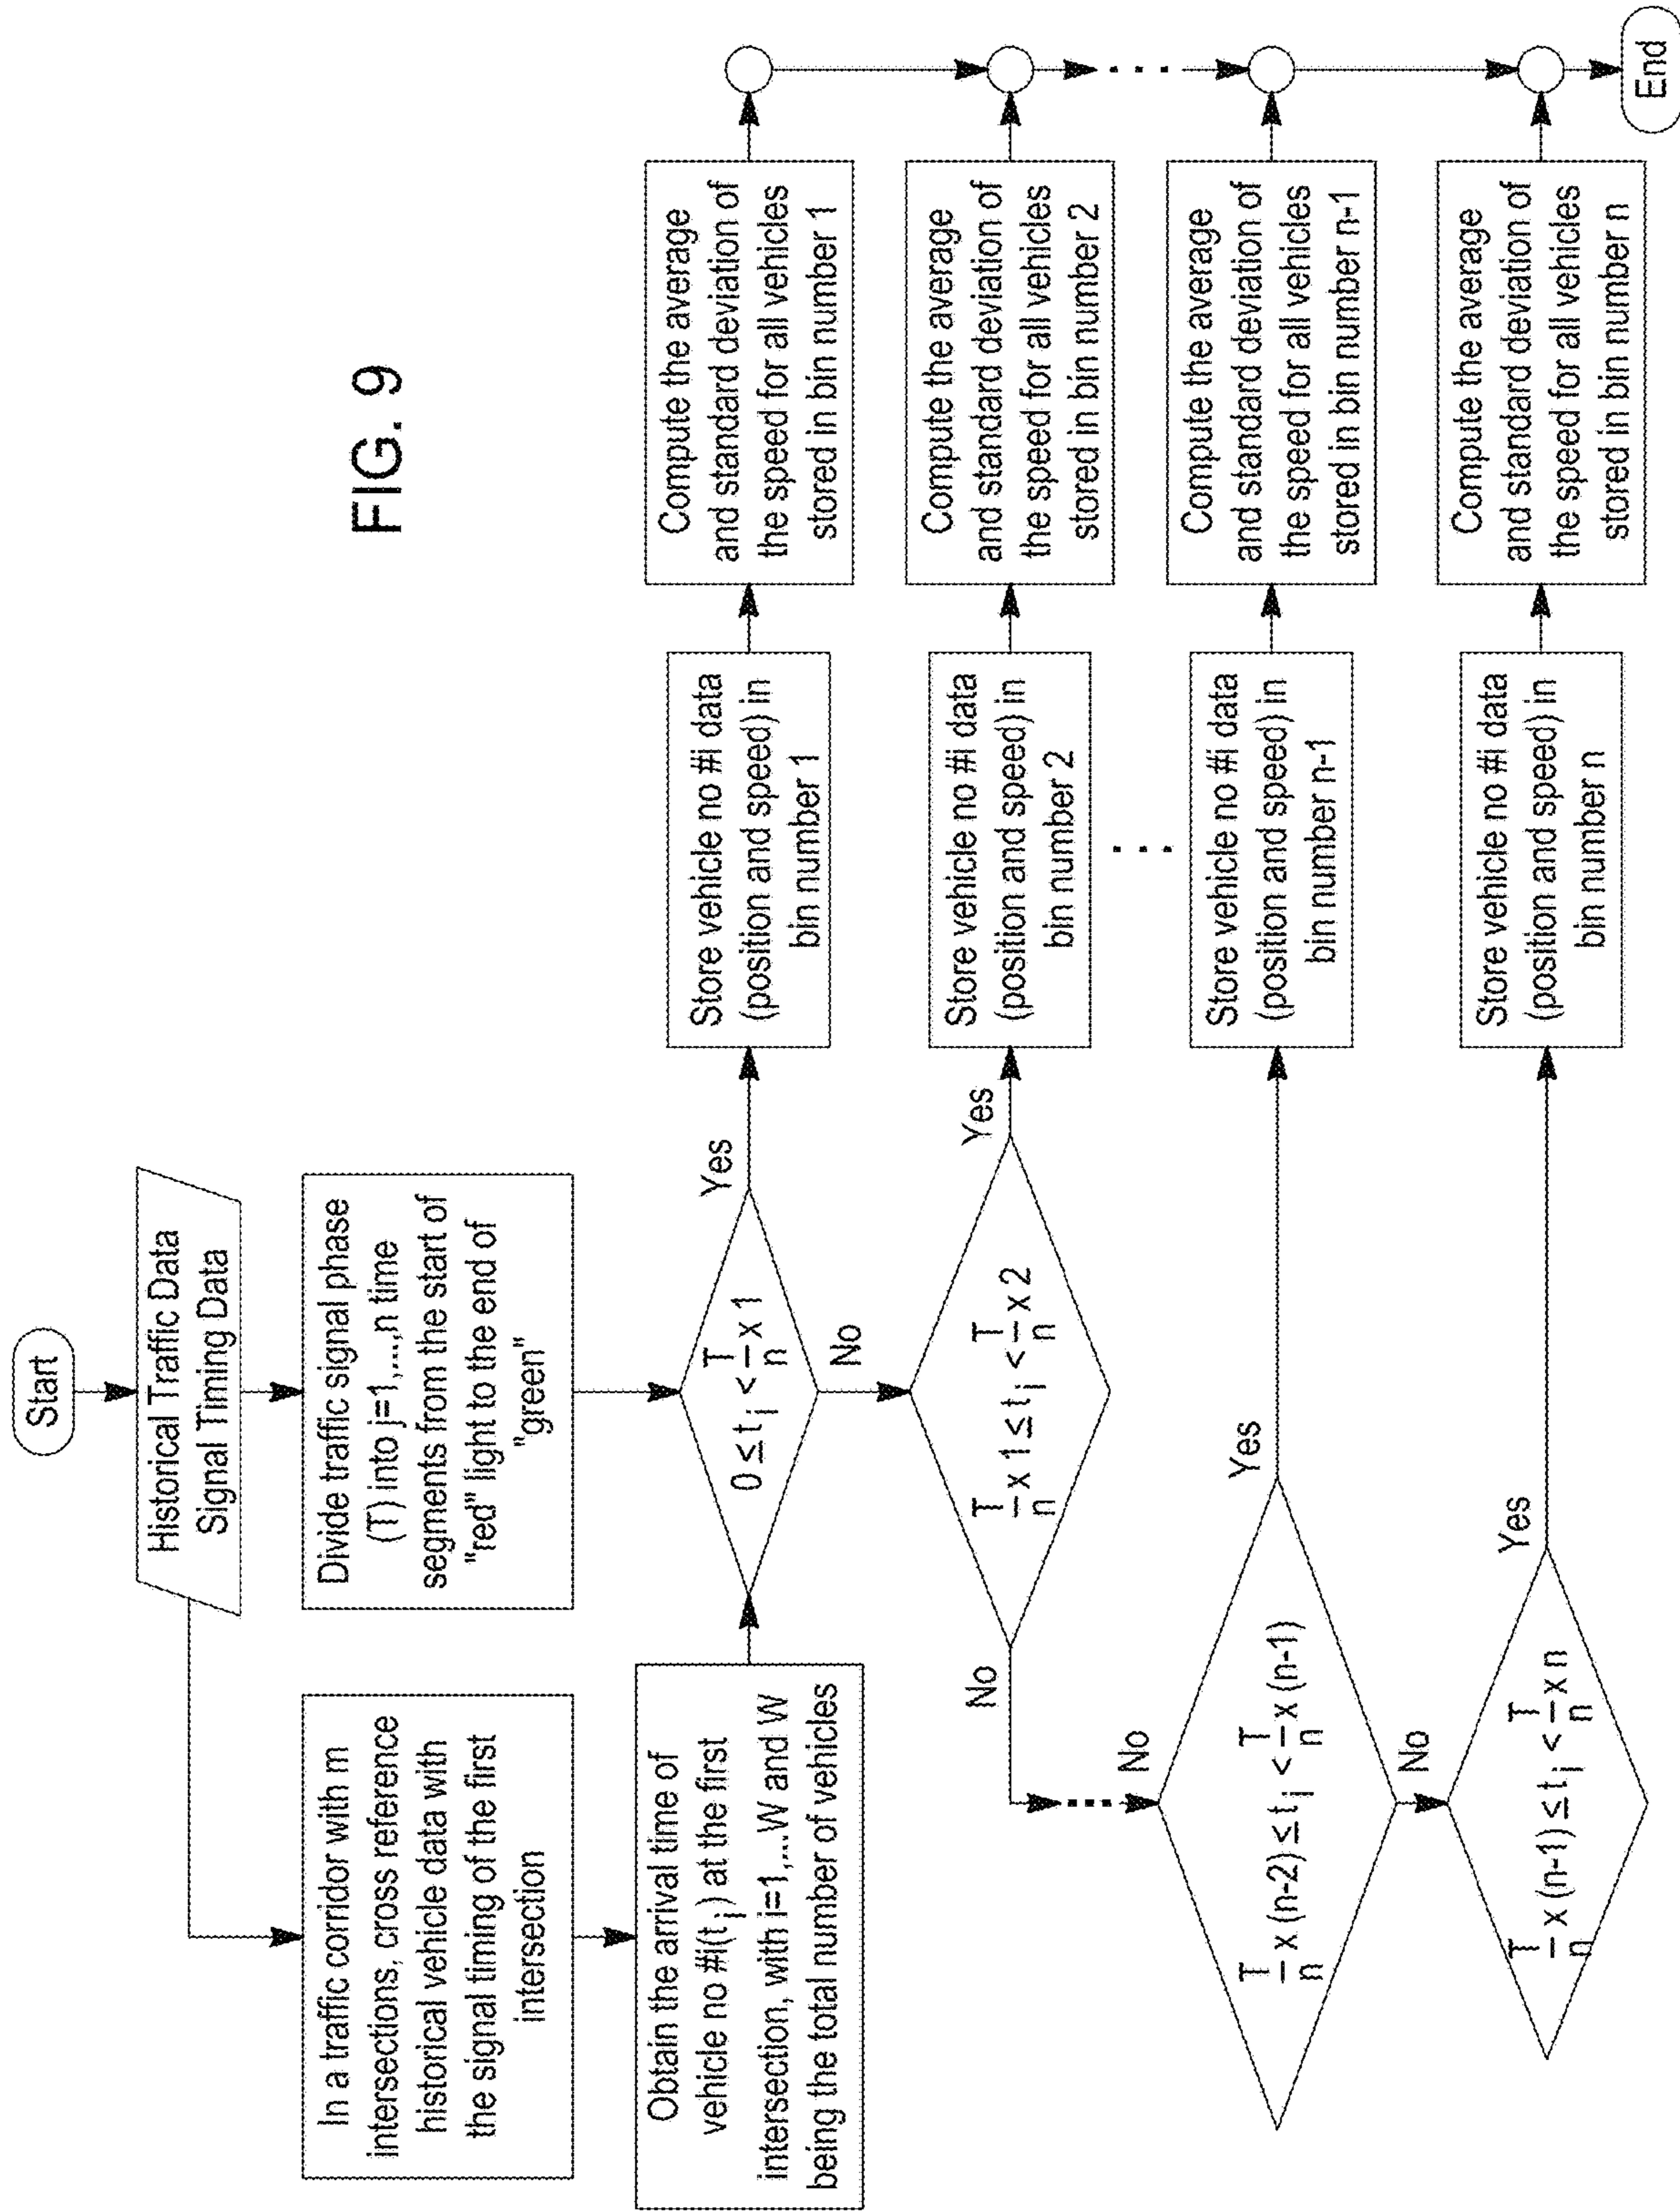 FIG. 9
Start
Historical Traffic Data
Signal Timing Data
In a traffic corridor with m
intersections, cross reference
historical vehicle data with
the signal timing of the first
intersection
Divide traffic signal phase
(T) into j=1,...,n time
segments from the start of
"red" light to the end of
"green"
Obtain the arrival time of
vehicle no #i(t i) at the first
intersection, with i=1,...W and W
being the total number of vehicles
0 ≤ t i < T/n x 1
Yes
Store vehicle no #i data
(position and speed) in
bin number 1
Compute the average
and standard deviation of
the speed for all vehicles
stored in bin number 1
No
T/n x 1 ≤ t i < T/n x 2
Yes
Store vehicle no #i data
(position and speed) in
bin number 2
Compute the average
and standard deviation of
the speed for all vehicles
stored in bin number 2
No
...
...
...
No
T/n x (n-2) ≤ t i < T/n x (n-1)
Yes
Store vehicle no #i data
(position and speed) in
bin number n-1
Compute the average
and standard deviation of
the speed for all vehicles
stored in bin number n-1
No
T/n x (n-1) ≤ t i < T/n x n
Yes
Store vehicle no #i data
(position and speed) in
bin number n
Compute the average
and standard deviation of
the speed for all vehicles
stored in bin number n
End